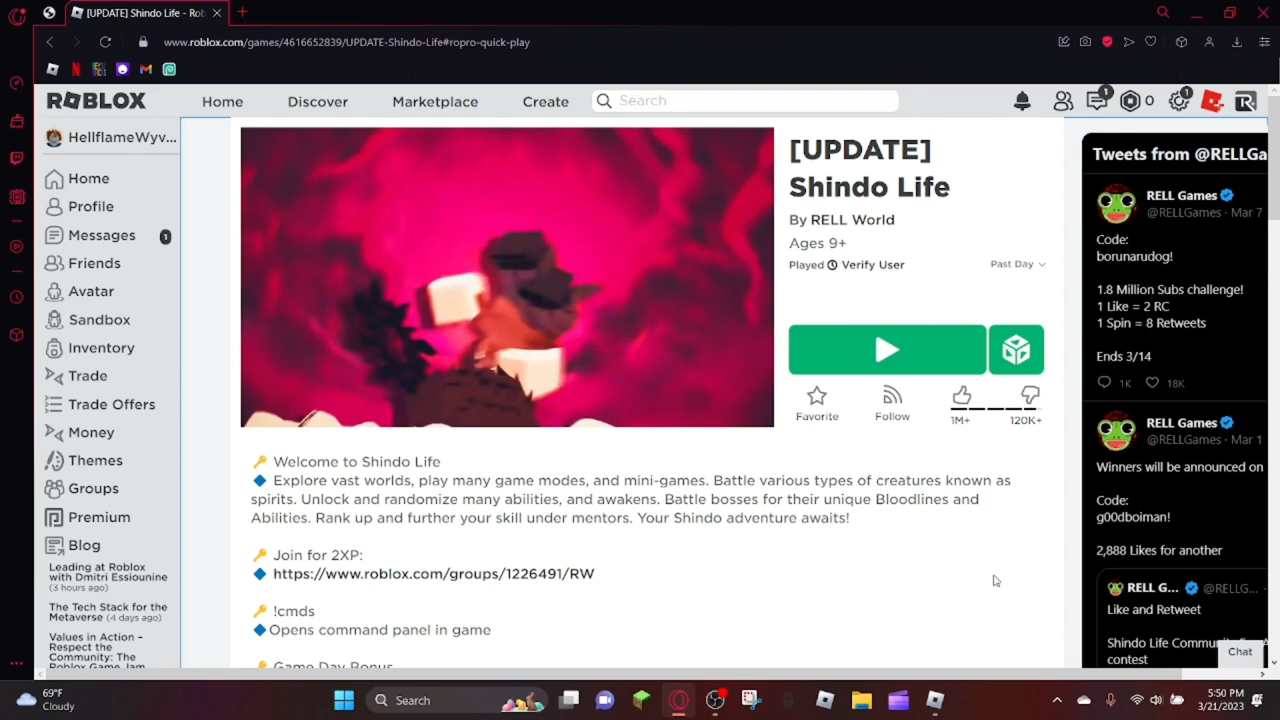 [UPDATE] Shindo Life - Rob
www.roblox.com/games/4616652839/UPDATE-Shindo-Life#ropro-quick-play
ROBLOX
Home
Discover
Marketplace
Create
Search
1
0
1
HellflameWyv...
Home
Profile
Messages
1
Friends
Avatar
Sandbox
Inventory
Trade
Trade Offers
Money
Themes
Groups
Premium
Blog
Leading at Roblox
with Dmitri Essiounine
(3 hours ago)
The Tech Stack for the
Metaverse (4 days ago)
Values in Action –
Respect the
Community: The
Roblox Game Jam
[UPDATE]
Shindo Life
By RELL World
Ages 9+
Played Verify User
Past Day
Favorite
Follow
1M+
120K+
Welcome to Shindo Life
Explore vast worlds, play many game modes, and mini-games. Battle various types of creatures known as
spirits. Unlock and randomize many abilities, and awakens. Battle bosses for their unique Bloodlines and
Abilities. Rank up and further your skill under mentors. Your Shindo adventure awaits!
Join for 2XP:
https://www.roblox.com/groups/1226491/RW
!cmds
Opens command panel in game
Game Day Bonus
Tweets from @RELLGa
RELL Games
@RELLGames · Mar 7
Code:
borunarudog!
1.8 Million Subs challenge!
1 Like = 2 RC
1 Spin = 8 Retweets
Ends 3/14
1K
18K
RELL Games
@RELLGames · Mar 1
Winners will be announced on
Code:
g00dboiman!
2,888 Likes for another
RELL G... @RELLG...
Like and Retweet
Shindo Life Commun
contest
Chat
69°F
Cloudy
Search
5:50 PM
3/21/2023